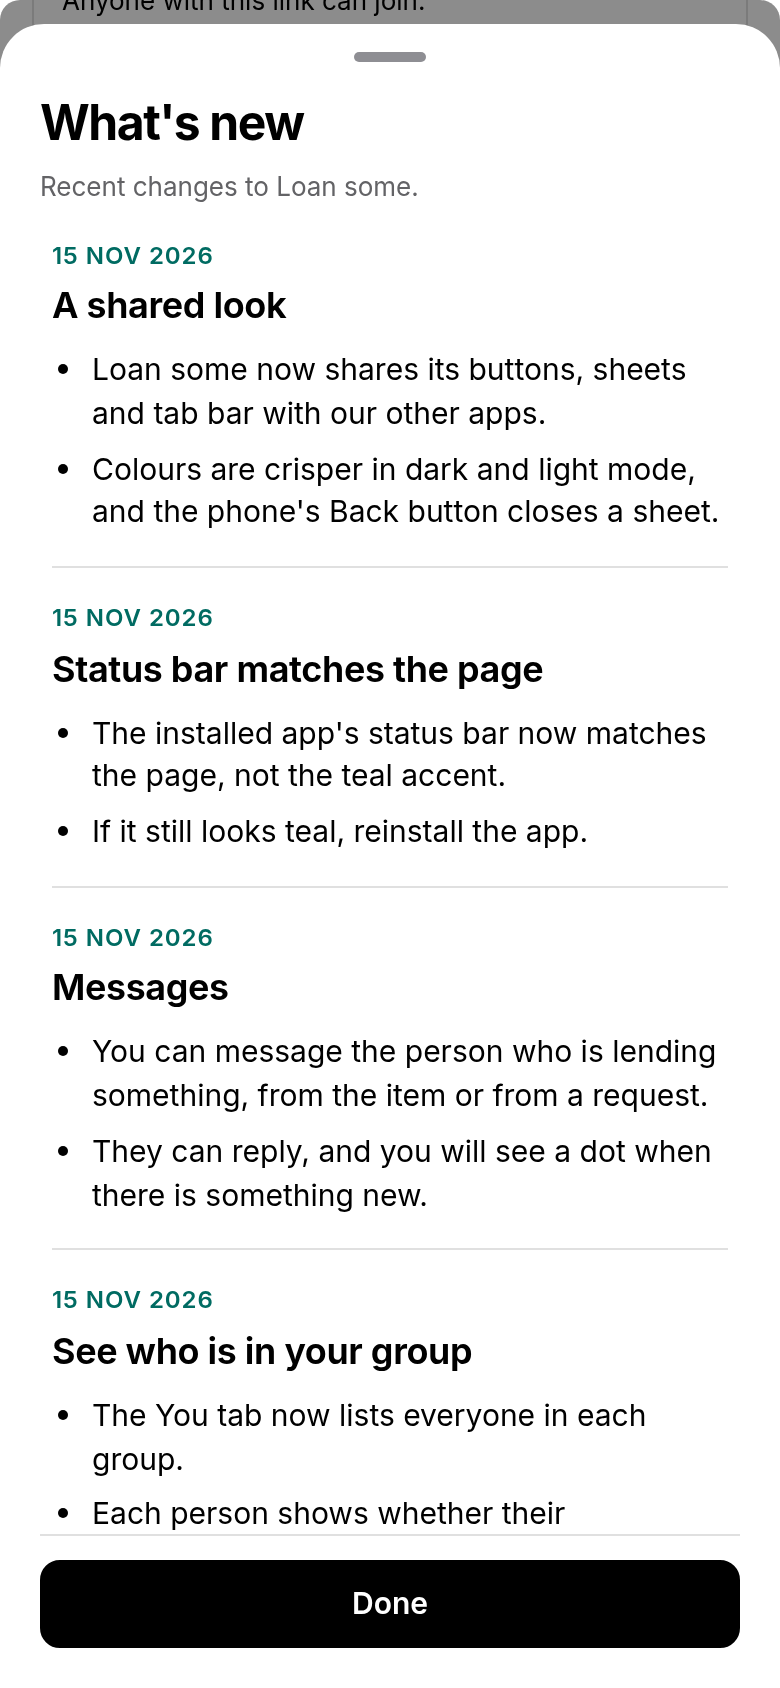 Anyone with this link can join.
What's new
Recent changes to Loan some.
15 NOV 2026
A shared look
• Loan some now shares its buttons, sheets
and tab bar with our other apps.
• Colours are crisper in dark and light mode,
and the phone's Back button closes a sheet.
15 NOV 2026
Status bar matches the page
• The installed app's status bar now matches
the page, not the teal accent.
• If it still looks teal, reinstall the app.
15 NOV 2026
Messages
• You can message the person who is lending
something, from the item or from a request.
• They can reply, and you will see a dot when
there is something new.
15 NOV 2026
See who is in your group
• The You tab now lists everyone in each
group.
• Each person shows whether their
Done